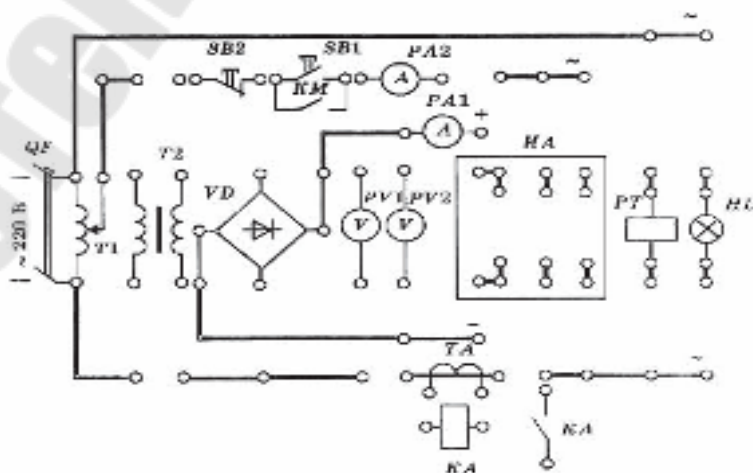 ~
SB2 SB1 PA2 ~
A
KM
PA1 +
A
QF
T2
HA
VD
PV1 PV2
PT
HL
~ 220 В
T1
V V
–
TA
~
KA
KA